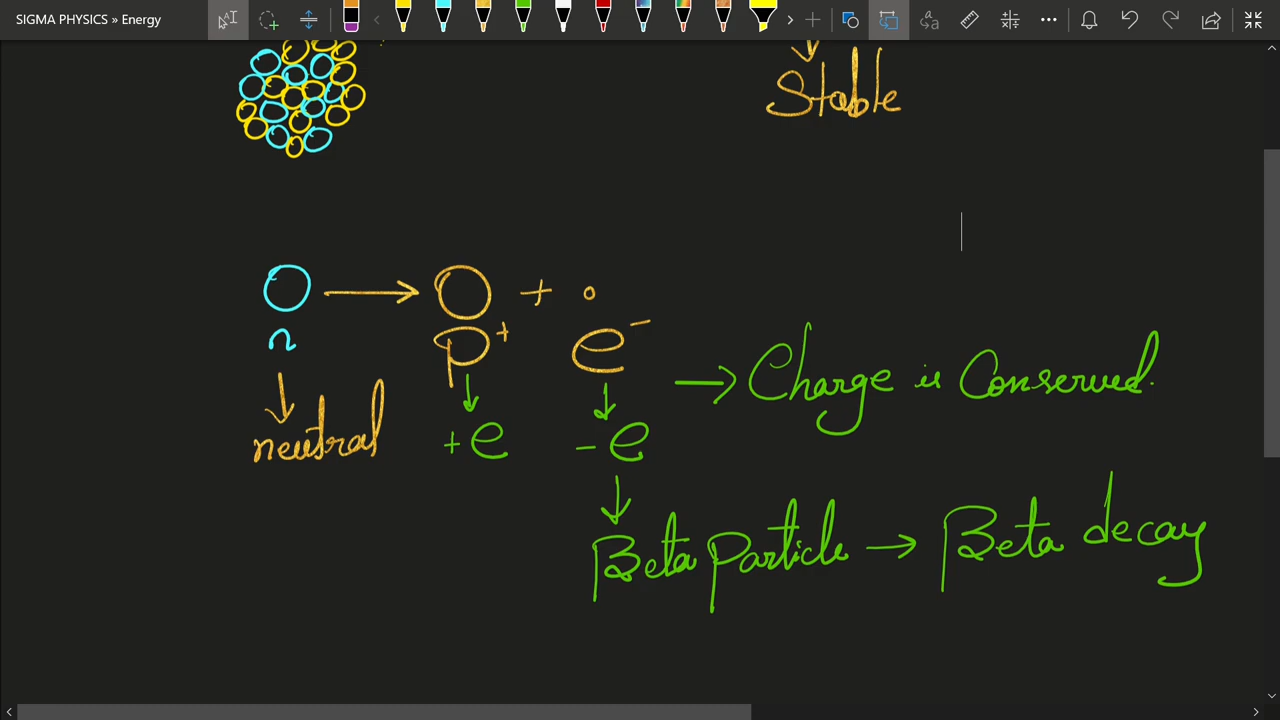 SIGMA PHYSICS » Energy
Stable
n → p⁺ + e⁻
neutral +e -e → Charge is Conserved.
Beta Particle → Beta decay